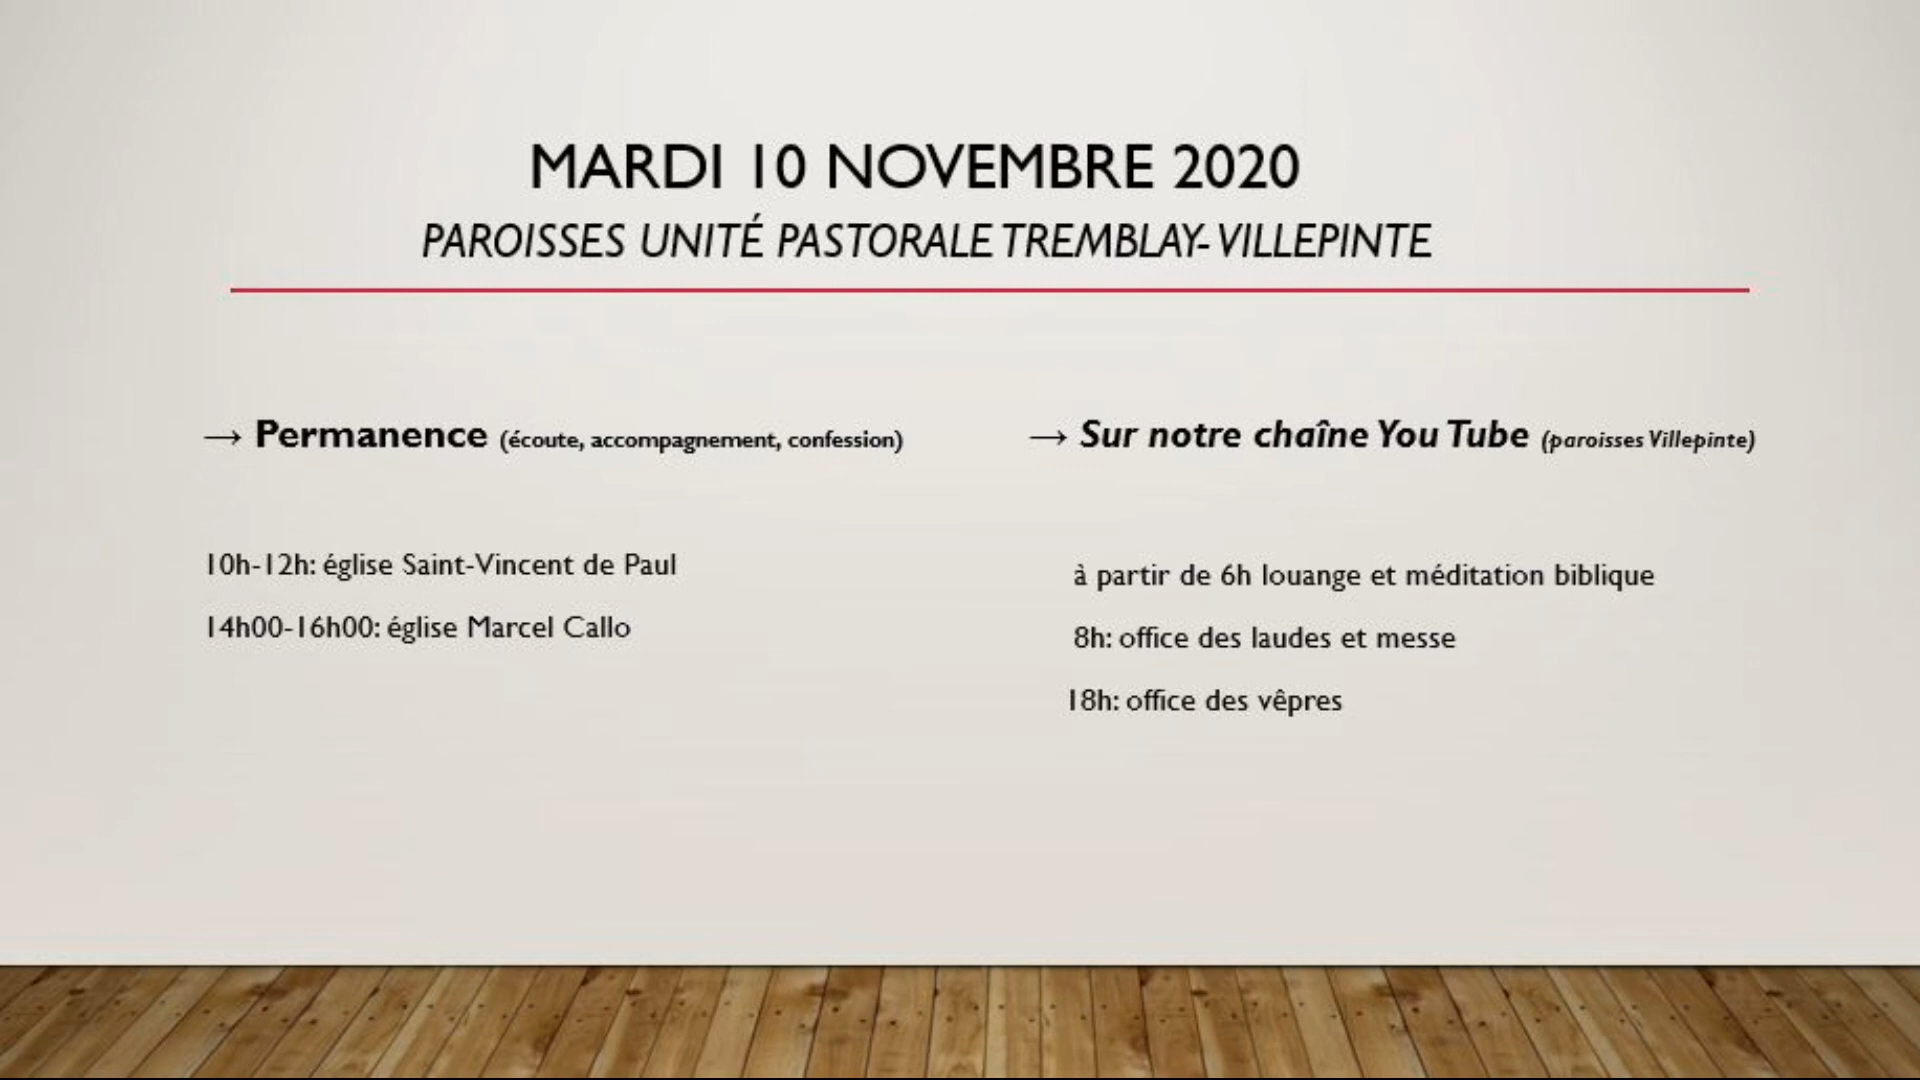 MARDI 10 NOVEMBRE 2020
PAROISSES UNITÉ PASTORALE TREMBLAY-VILLEPINTE
→ Permanence (écoute, accompagnement, confession)
10h-12h: église Saint-Vincent de Paul
14h00-16h00: église Marcel Callo
→ Sur notre chaîne You Tube (paroisses Villepinte)
à partir de 6h louange et méditation biblique
8h: office des laudes et messe
18h: office des vêpres